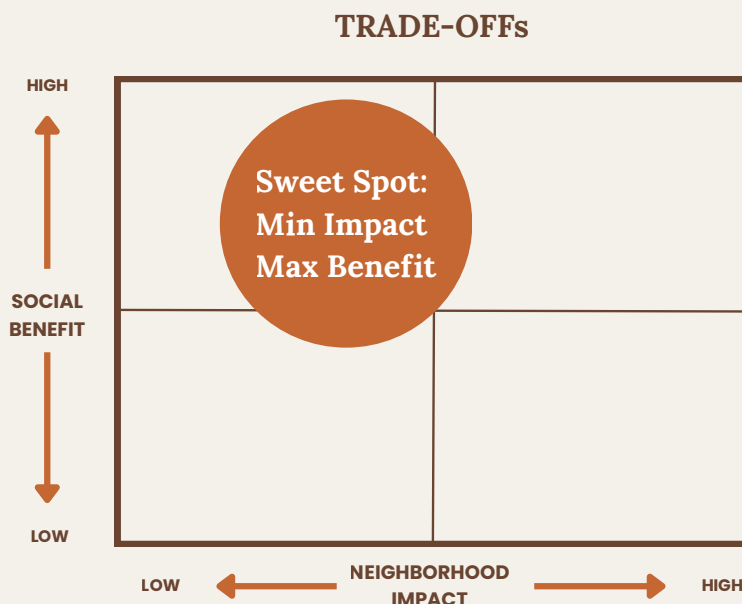 TRADE-OFFs
HIGH
Sweet Spot:
Min Impact
Max Benefit
SOCIAL
BENEFIT
LOW
LOW
NEIGHBORHOOD
IMPACT
HIGH